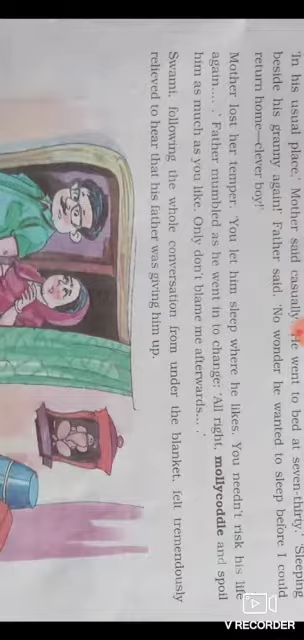 'In his usual place,' Mother said casually. 'He went to bed at seven-thirty.' 'Sleeping
beside his granny again!' Father said. 'No wonder he wanted to sleep before I could
return home—clever boy!'
Mother lost her temper. 'You let him sleep where he likes. You needn't risk his life
again.... .' Father mumbled as he went in to change: 'All right, mollycoddle and spoil
him as much as you like. Only don't blame me afterwards.... .'
Swami, following the whole conversation from under the blanket, felt tremendously
relieved to hear that his father was giving him up.
V RECORDER